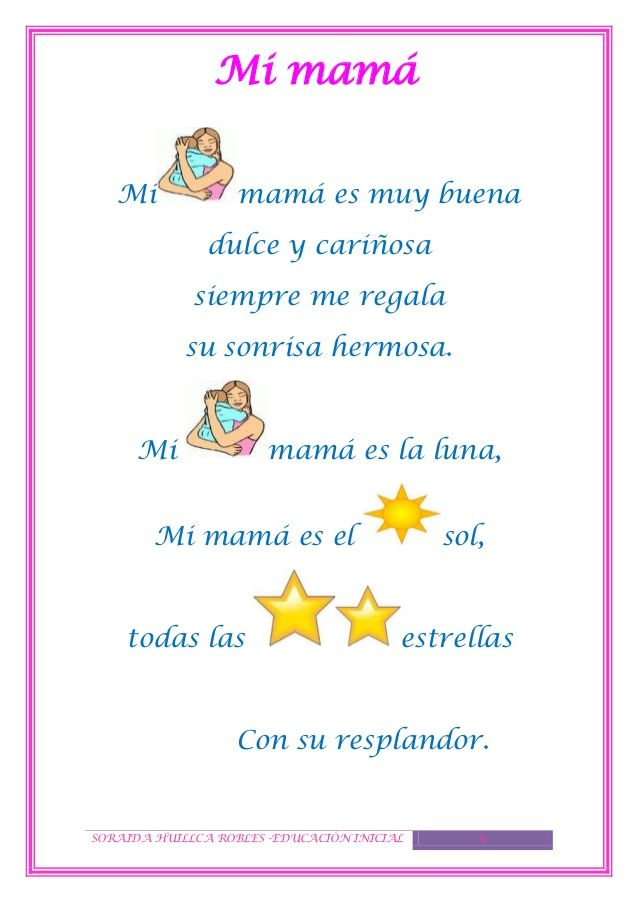 Mi mamá
Mi mamá es muy buena
dulce y cariñosa
siempre me regala
su sonrisa hermosa.
Mi mamá es la luna,
Mi mamá es el sol,
todas las estrellas
Con su resplandor.
SORAIDA HUILLCA ROBLES -EDUCACIÓN INICIAL 6